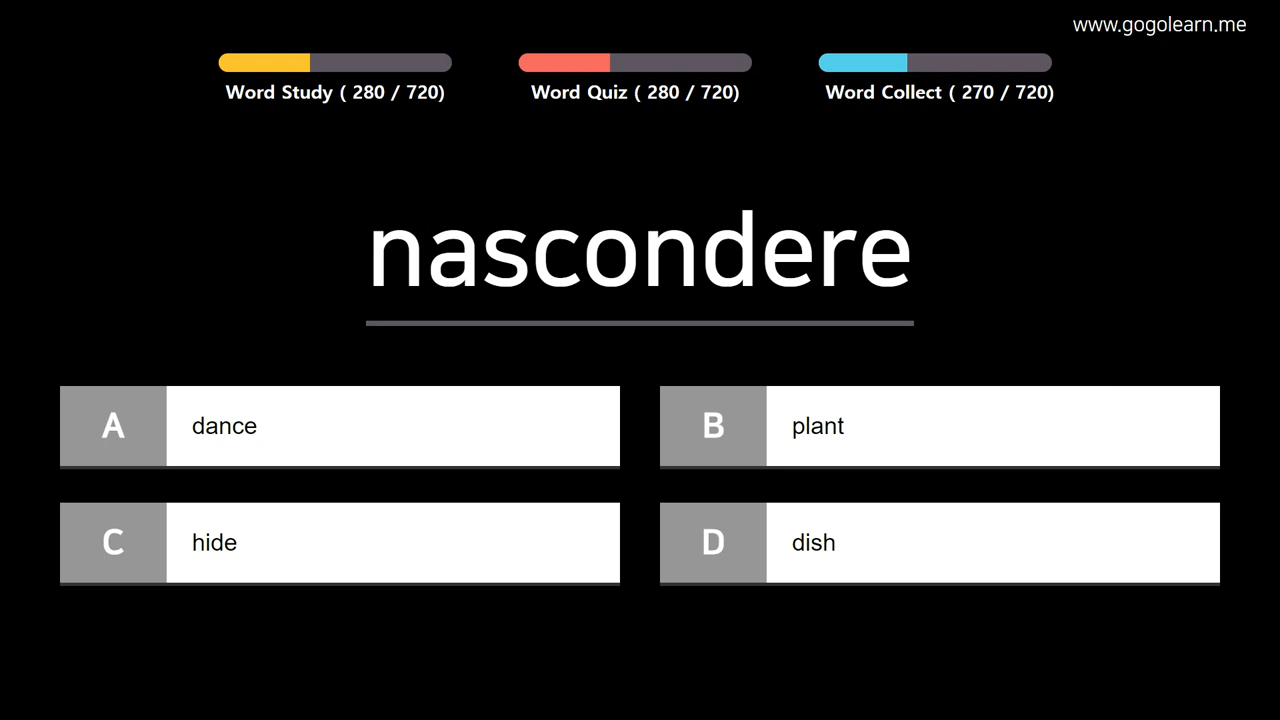 www.gogolearn.me
Word Study ( 280 / 720)
Word Quiz ( 280 / 720)
Word Collect ( 270 / 720)
nascondere
A dance
B plant
C hide
D dish